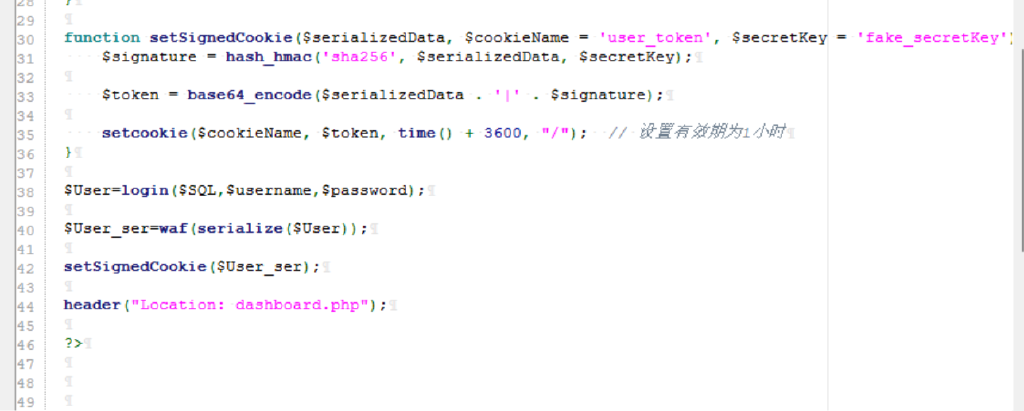 28 }
29
30 function setSignedCookie($serializedData, $cookieName = 'user_token', $secretKey = 'fake_secretKey')
31 $signature = hash_hmac('sha256', $serializedData, $secretKey);
32
33 $token = base64_encode($serializedData . '|' . $signature);
34
35 setcookie($cookieName, $token, time() + 3600, "/"); // 设置有效期为1小时
36 }
37
38 $User=login($SQL,$username,$password);
39
40 $User_ser=waf(serialize($User));
41
42 setSignedCookie($User_ser);
43
44 header("Location: dashboard.php");
45
46 ?>
47
48
49